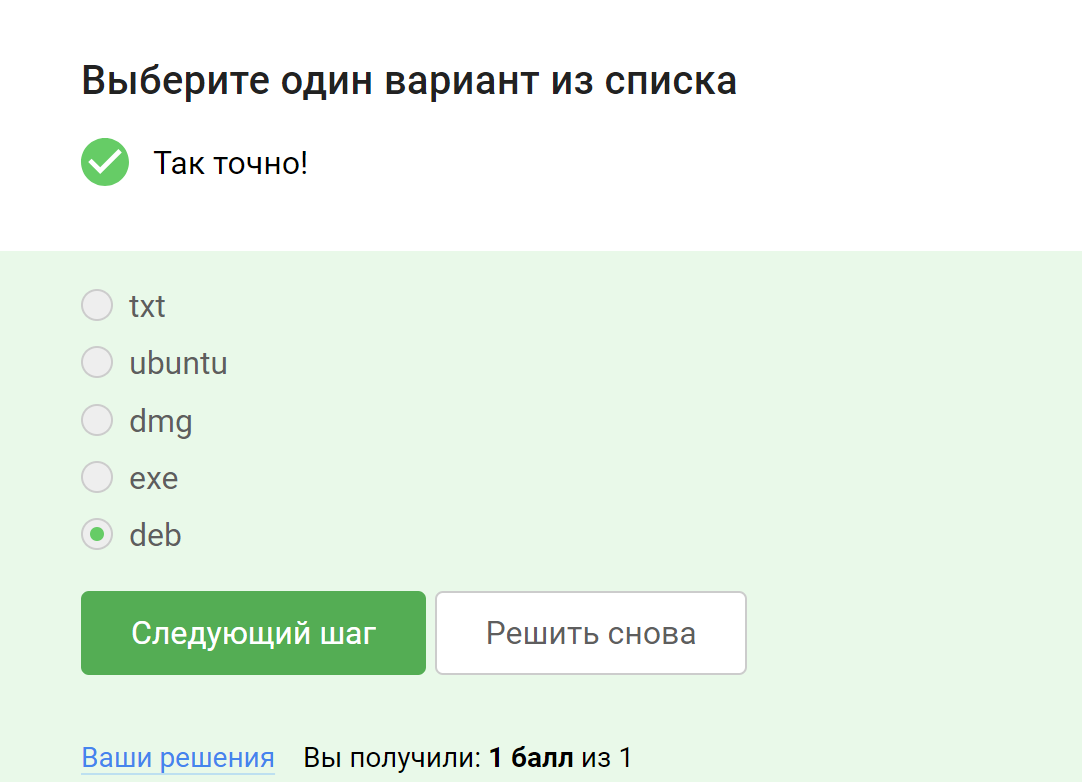 Выберите один вариант из списка
Так точно!
txt
ubuntu
dmg
exe
deb
Следующий шаг
Решить снова
Ваши решения Вы получили: 1 балл из 1